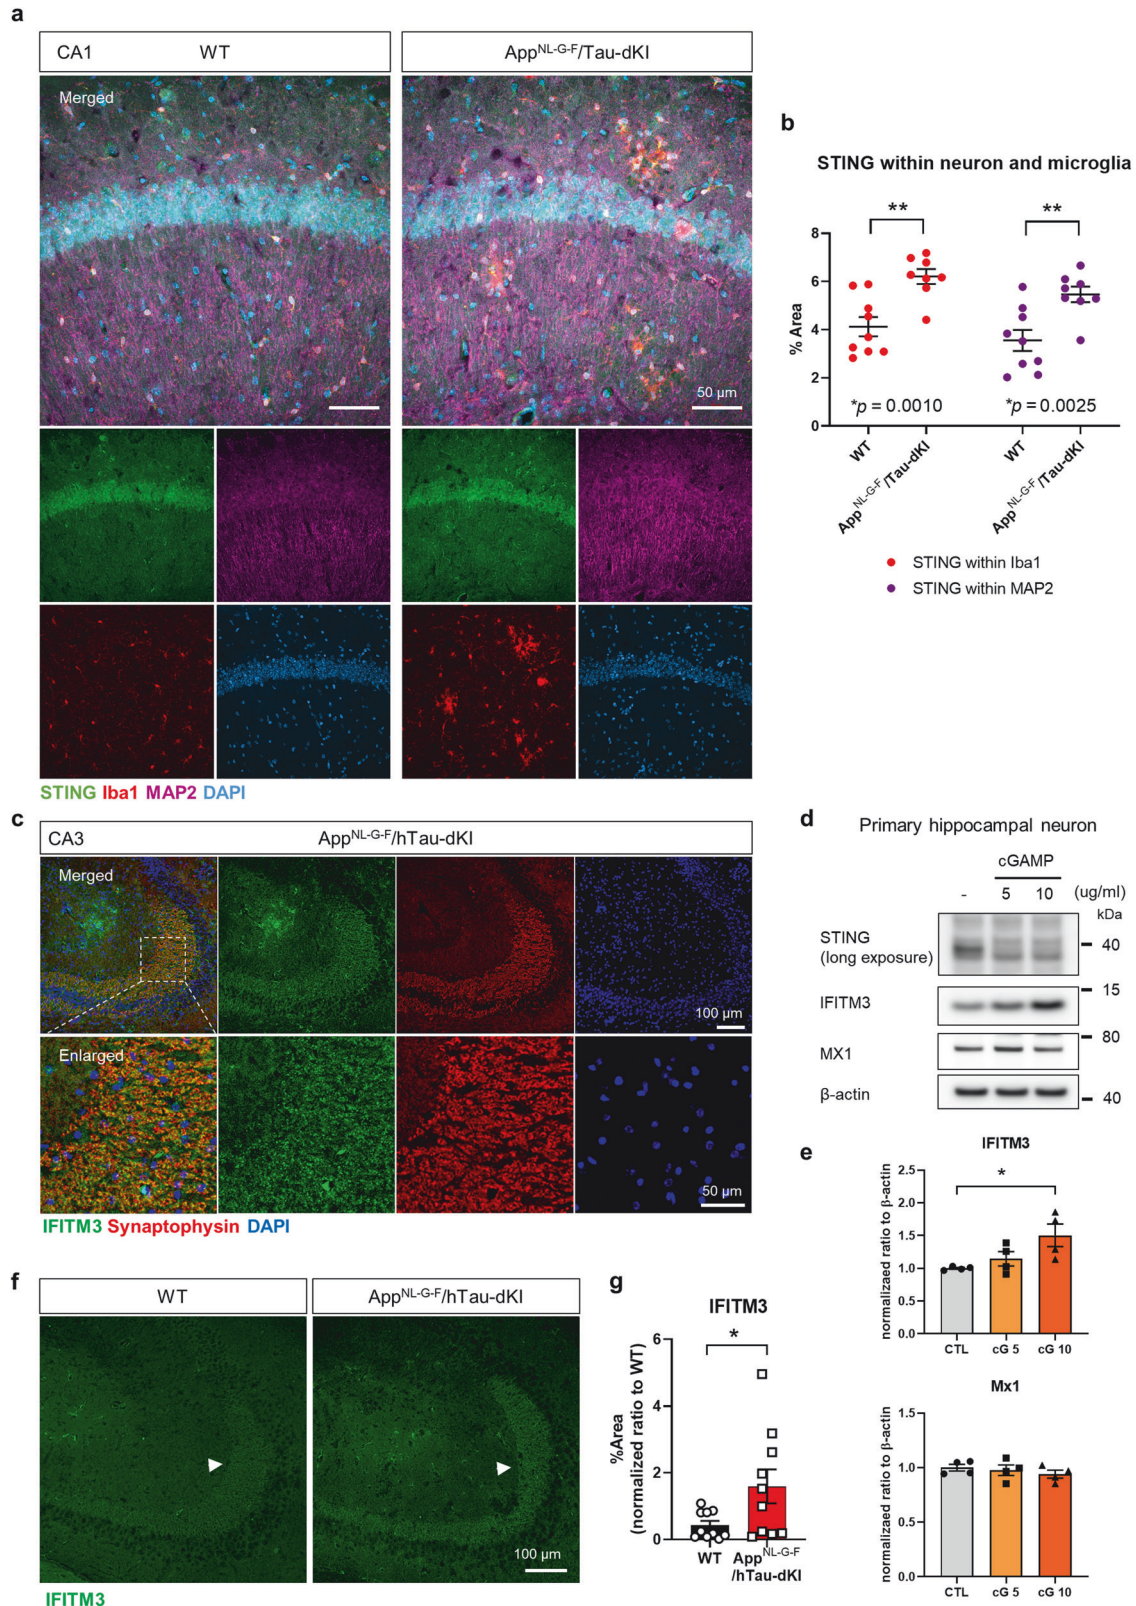 a
CA1
WT
App^NL-G-F/Tau-dKI
Merged
50 µm
STING Iba1 MAP2 DAPI
b
STING within neuron and microglia
**
**
% Area
8
6
4
2
0
*p = 0.0010
*p = 0.0025
WT
App^NL-G-F/Tau-dKI
WT
App^NL-G-F/Tau-dKI
STING within Iba1
STING within MAP2
c
CA3
App^NL-G-F/hTau-dKI
Merged
100 µm
Enlarged
50 µm
IFITM3 Synaptophysin DAPI
d
Primary hippocampal neuron
cGAMP
- 5 10 (ug/ml)
kDa
STING
(long exposure)
40
15
IFITM3
80
MX1
β-actin
40
e
IFITM3
*
normalizaed ratio to β-actin
2.5
2.0
1.5
1.0
0.5
0.0
CTL cG 5 cG 10
Mx1
normalizaed ratio to β-actin
1.5
1.0
0.5
0.0
CTL cG 5 cG 10
f
WT
App^NL-G-F/hTau-dKI
100 µm
IFITM3
g
IFITM3
*
%Area
(normalized ratio to WT)
6
4
2
0
WT
App^NL-G-F
/hTau-dKI